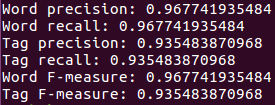 Word precision: 0.967741935484
Word recall: 0.967741935484
Tag precision: 0.935483870968
Tag recall: 0.935483870968
Word F-measure: 0.967741935484
Tag F-measure: 0.935483870968